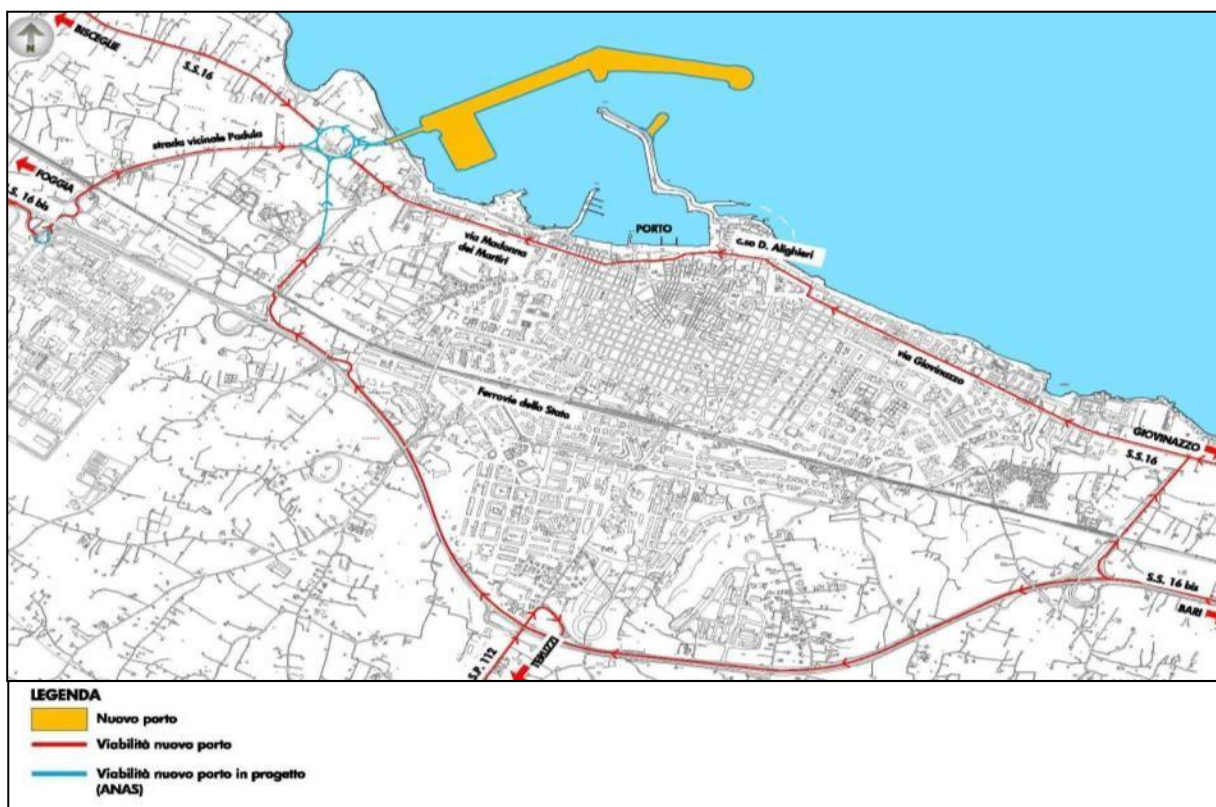 N
BISCEGLIE
S.S.16
strada vicinale Padula
FOGGIA
S.S. 16 bis
via Madonna
dei Martiri
PORTO
c.so D. Alighieri
via Giovinazzo
Ferrovie dello Stato
GIOVINAZZO
S.S.16
S.S. 16 bis
BARI
S.P. 112
TERLIZZI
LEGENDA
Nuovo porto
Viabilità nuovo porto
Viabilità nuovo porto in progetto
(ANAS)